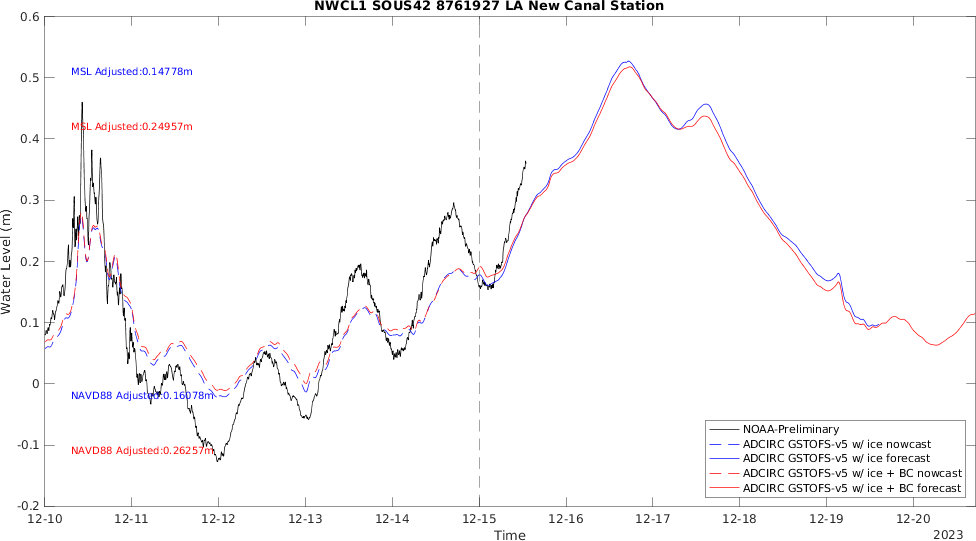 NWCL1 SOUS42 8761927 LA New Canal Station
0.6
0.5
0.4
0.3
0.2
0.1
0
-0.1
-0.2
Water Level (m)
MSL Adjusted:0.14778m
MSL Adjusted:0.24957m
NAVD88 Adjusted:0.16078m
NAVD88 Adjusted:0.26257m
NOAA-Preliminary
ADCIRC GSTOFS-v5 w/ ice nowcast
ADCIRC GSTOFS-v5 w/ ice forecast
ADCIRC GSTOFS-v5 w/ ice + BC nowcast
ADCIRC GSTOFS-v5 w/ ice + BC forecast
12-10 12-11 12-12 12-13 12-14 12-15 12-16 12-17 12-18 12-19 12-20
Time
2023